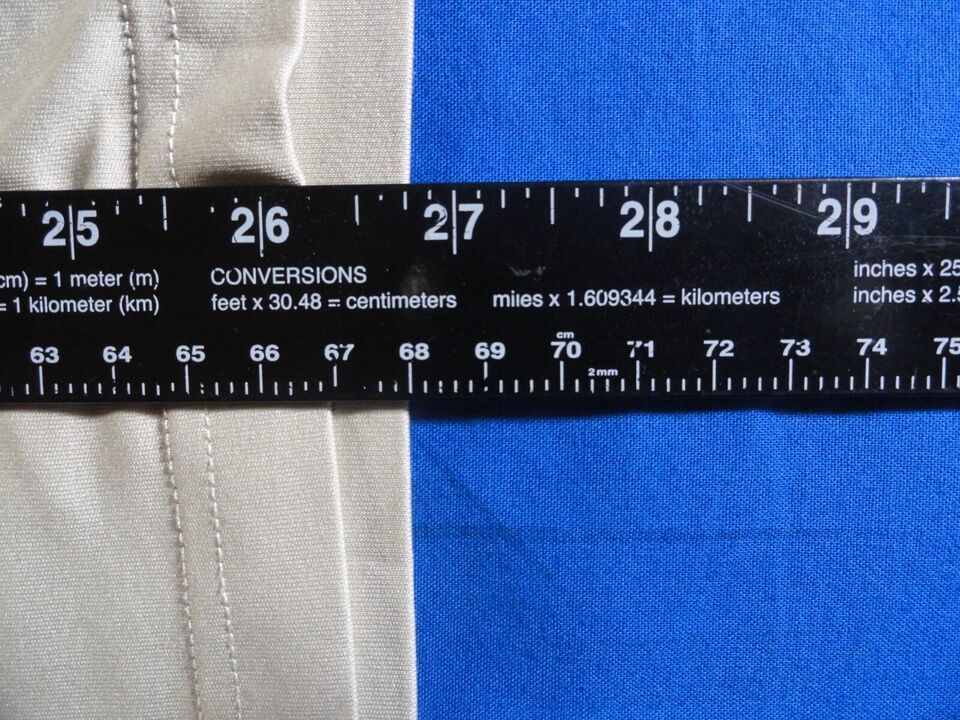 25 26 27 28 29
cm) = 1 meter (m) CONVERSIONS inches x 25
= 1 kilometer (km) feet x 30.48 = centimeters miles x 1.609344 = kilometers inches x 2.5
cm
63 64 65 66 67 68 69 70 71 72 73 74 75
2mm